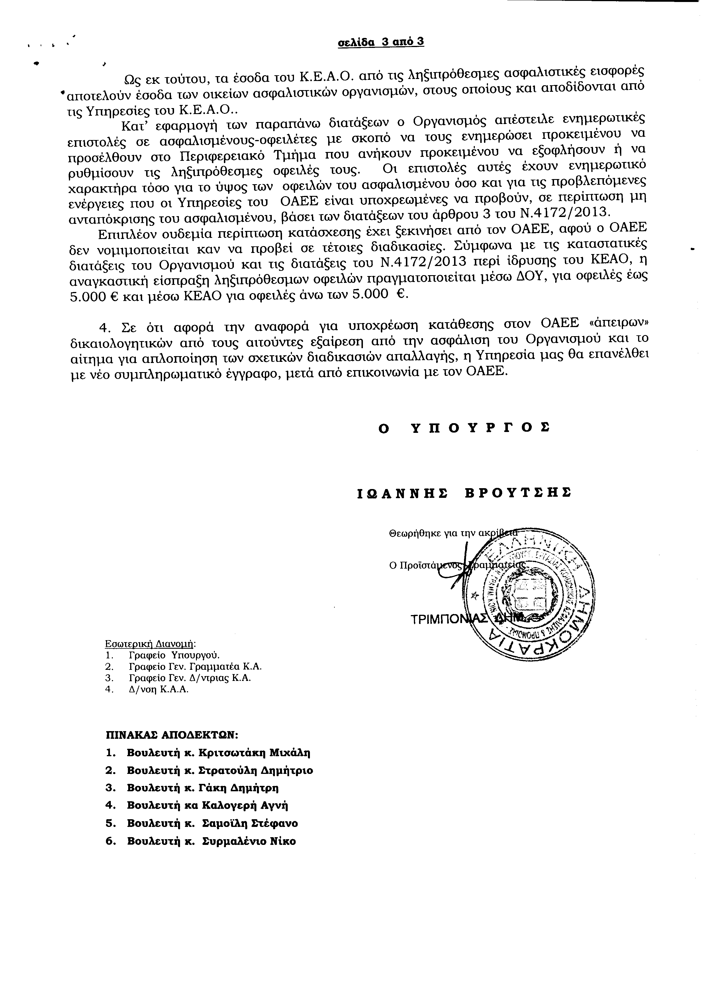 σελίδα 3 από 3
Ως εκ τούτου, τα έσοδα του Κ.Ε.Α.Ο. από τις ληξιπρόθεσμες ασφαλιστικές εισφορές
αποτελούν έσοδα των οικείων ασφαλιστικών οργανισμών, στους οποίους και αποδίδονται από
τις Υπηρεσίες του Κ.Ε.Α.Ο..
Κατ’ εφαρμογή των παραπάνω διατάξεων ο Οργανισμός απέστειλε ενημερωτικές
επιστολές σε ασφαλισμένους-οφειλέτες με σκοπό να τους ενημερώσει προκειμένου να
προσέλθουν στο Περιφερειακό Τμήμα που ανήκουν προκειμένου να εξοφλήσουν ή να
ρυθμίσουν τις ληξιπρόθεσμες οφειλές τους. Οι επιστολές αυτές έχουν ενημερωτικό
χαρακτήρα τόσο για το ύψος των οφειλών του ασφαλισμένου όσο και για τις προβλεπόμενες
ενέργειες που οι Υπηρεσίες του ΟΑΕΕ είναι υποχρεωμένες να προβούν, σε περίπτωση μη
ανταπόκρισης του ασφαλισμένου, βάσει των διατάξεων του άρθρου 3 του Ν.4172/2013.
Επιπλέον ουδεμία περίπτωση κατάσχεσης έχει ξεκινήσει από τον ΟΑΕΕ, αφού ο ΟΑΕΕ
δεν νομιμοποιείται καν να προβεί σε τέτοιες διαδικασίες. Σύμφωνα με τις καταστατικές
διατάξεις του Οργανισμού και τις διατάξεις του Ν.4172/2013 περί ίδρυσης του ΚΕΑΟ, η
αναγκαστική είσπραξη ληξιπρόθεσμων οφειλών πραγματοποιείται μέσω ΔΟΥ, για οφειλές έως
5.000 € και μέσω ΚΕΑΟ για οφειλές άνω των 5.000 €.
4. Σε ότι αφορά την αναφορά για υποχρέωση κατάθεσης στον ΟΑΕΕ «άπειρων»
δικαιολογητικών από τους αιτούντες εξαίρεση από την ασφάλιση του Οργανισμού και το
αίτημα για απλοποίηση των σχετικών διαδικασιών απαλλαγής, η Υπηρεσία μας θα επανέλθει
με νέο συμπληρωματικό έγγραφο, μετά από επικοινωνία με τον ΟΑΕΕ.
Ο ΥΠΟΥΡΓΟΣ
ΙΩΑΝΝΗΣ ΒΡΟΥΤΣΗΣ
Θεωρήθηκε για την ακρίβεια
Ο Προϊστάμενος Γραμματείας
ΕΛΛΗΝΙΚΗ ΔΗΜΟΚΡΑΤΙΑ
ΤΡΙΜΠΟΝΙΑΣ ΔΗΜ.
Εσωτερική Διανομή:
1. Γραφείο Υπουργού.
2. Γραφείο Γεν. Γραμματέα Κ.Α.
3. Γραφείο Γεν. Δ/ντριας Κ.Α.
4. Δ/νση Κ.Α.Α.
ΠΙΝΑΚΑΣ ΑΠΟΔΕΚΤΩΝ:
1. Βουλευτή κ. Κριτσωτάκη Μιχάλη
2. Βουλευτή κ. Στρατούλη Δημήτριο
3. Βουλευτή κ. Γάκη Δημήτρη
4. Βουλευτή κα Καλογερή Αγνή
5. Βουλευτή κ. Σαμοϊλη Στέφανο
6. Βουλευτή κ. Συρμαλένιο Νίκο